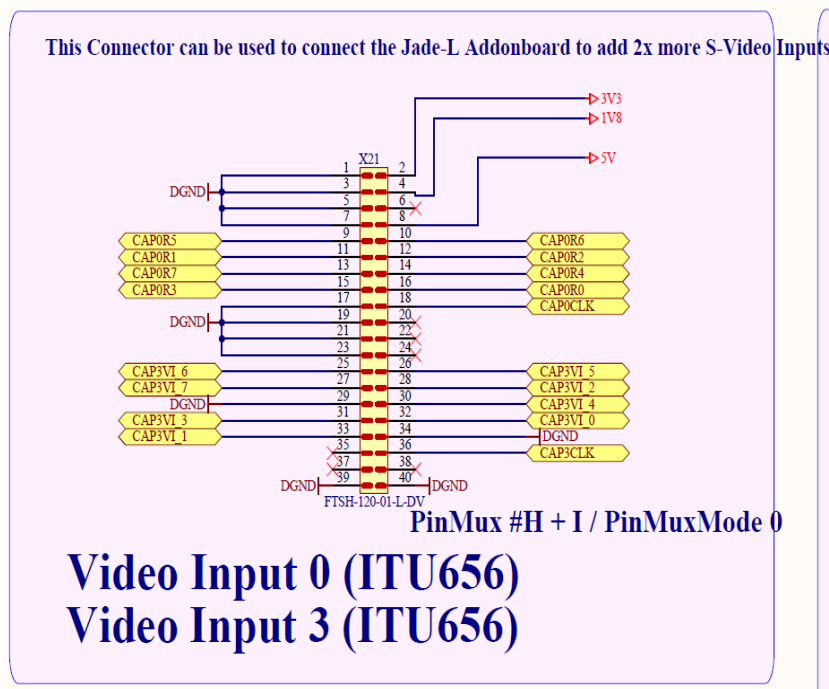 This Connector can be used to connect the Jade-L Addonboard to add 2x more S-Video Inputs
3V3
1V8
5V
X21
1 2
DGND 3 4
5 6
7 8
CAP0R5 9 10 CAP0R6
CAP0R1 11 12 CAP0R2
CAP0R7 13 14 CAP0R4
CAP0R3 15 16 CAP0R0
17 18 CAP0CLK
DGND 19 20
21 22
23 24
CAP3VI_6 25 26 CAP3VI_5
CAP3VI_7 27 28 CAP3VI_2
DGND 29 30 CAP3VI_4
CAP3VI_3 31 32 CAP3VI_0
CAP3VI_1 33 34 DGND
35 36 CAP3CLK
37 38
DGND 39 40 DGND
FTSH-120-01-L-DV
PinMux #H + I / PinMuxMode 0
Video Input 0 (ITU656)
Video Input 3 (ITU656)